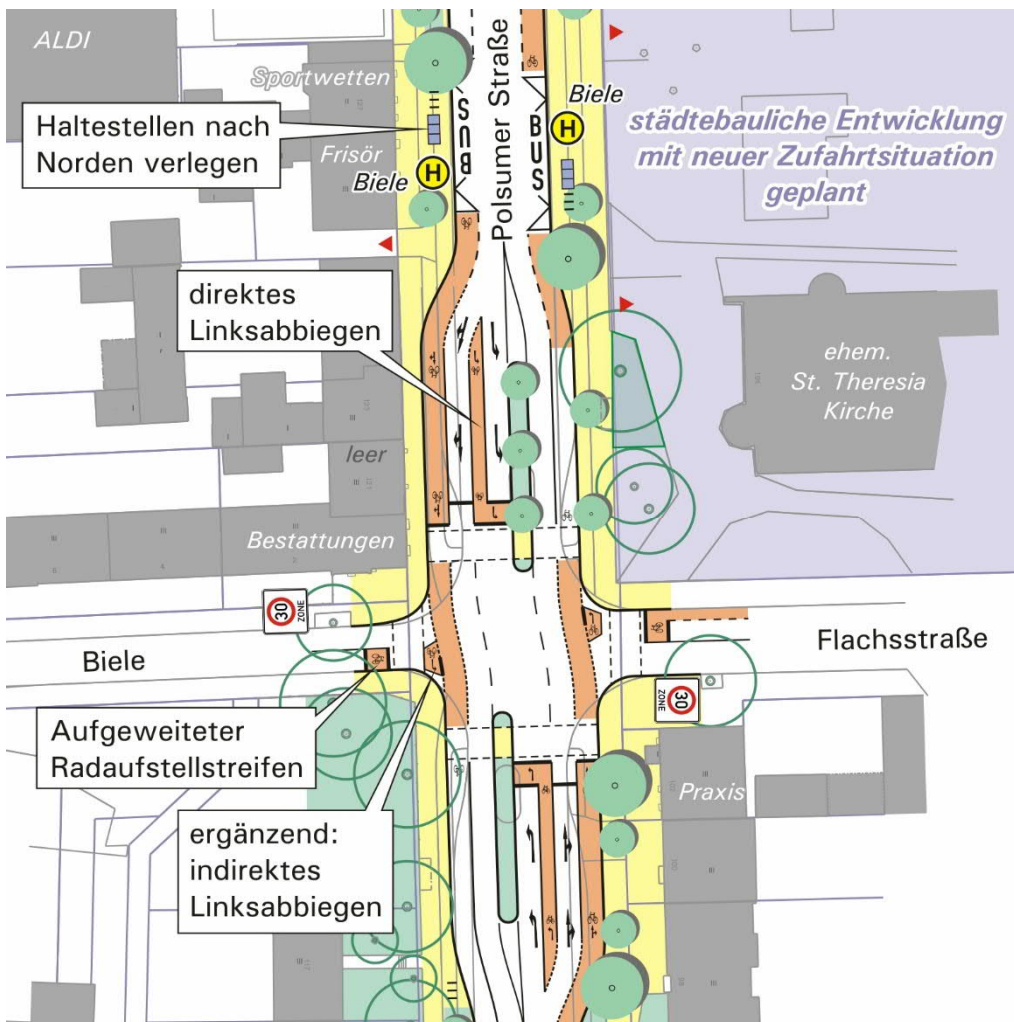 ALDI
Sportwetten
Haltestellen nach
Norden verlegen
Frisör
H
Biele
BUS
Polsumer Straße
BUS
Biele
H
städtebauliche Entwicklung
mit neuer Zufahrtsituation
geplant
direktes
Linksabbiegen
ehem.
St. Theresia
Kirche
leer
Bestattungen
30
ZONE
Biele
Flachsstraße
30
ZONE
Aufgeweiteter
Radaufstellstreifen
Praxis
ergänzend:
indirektes
Linksabbiegen